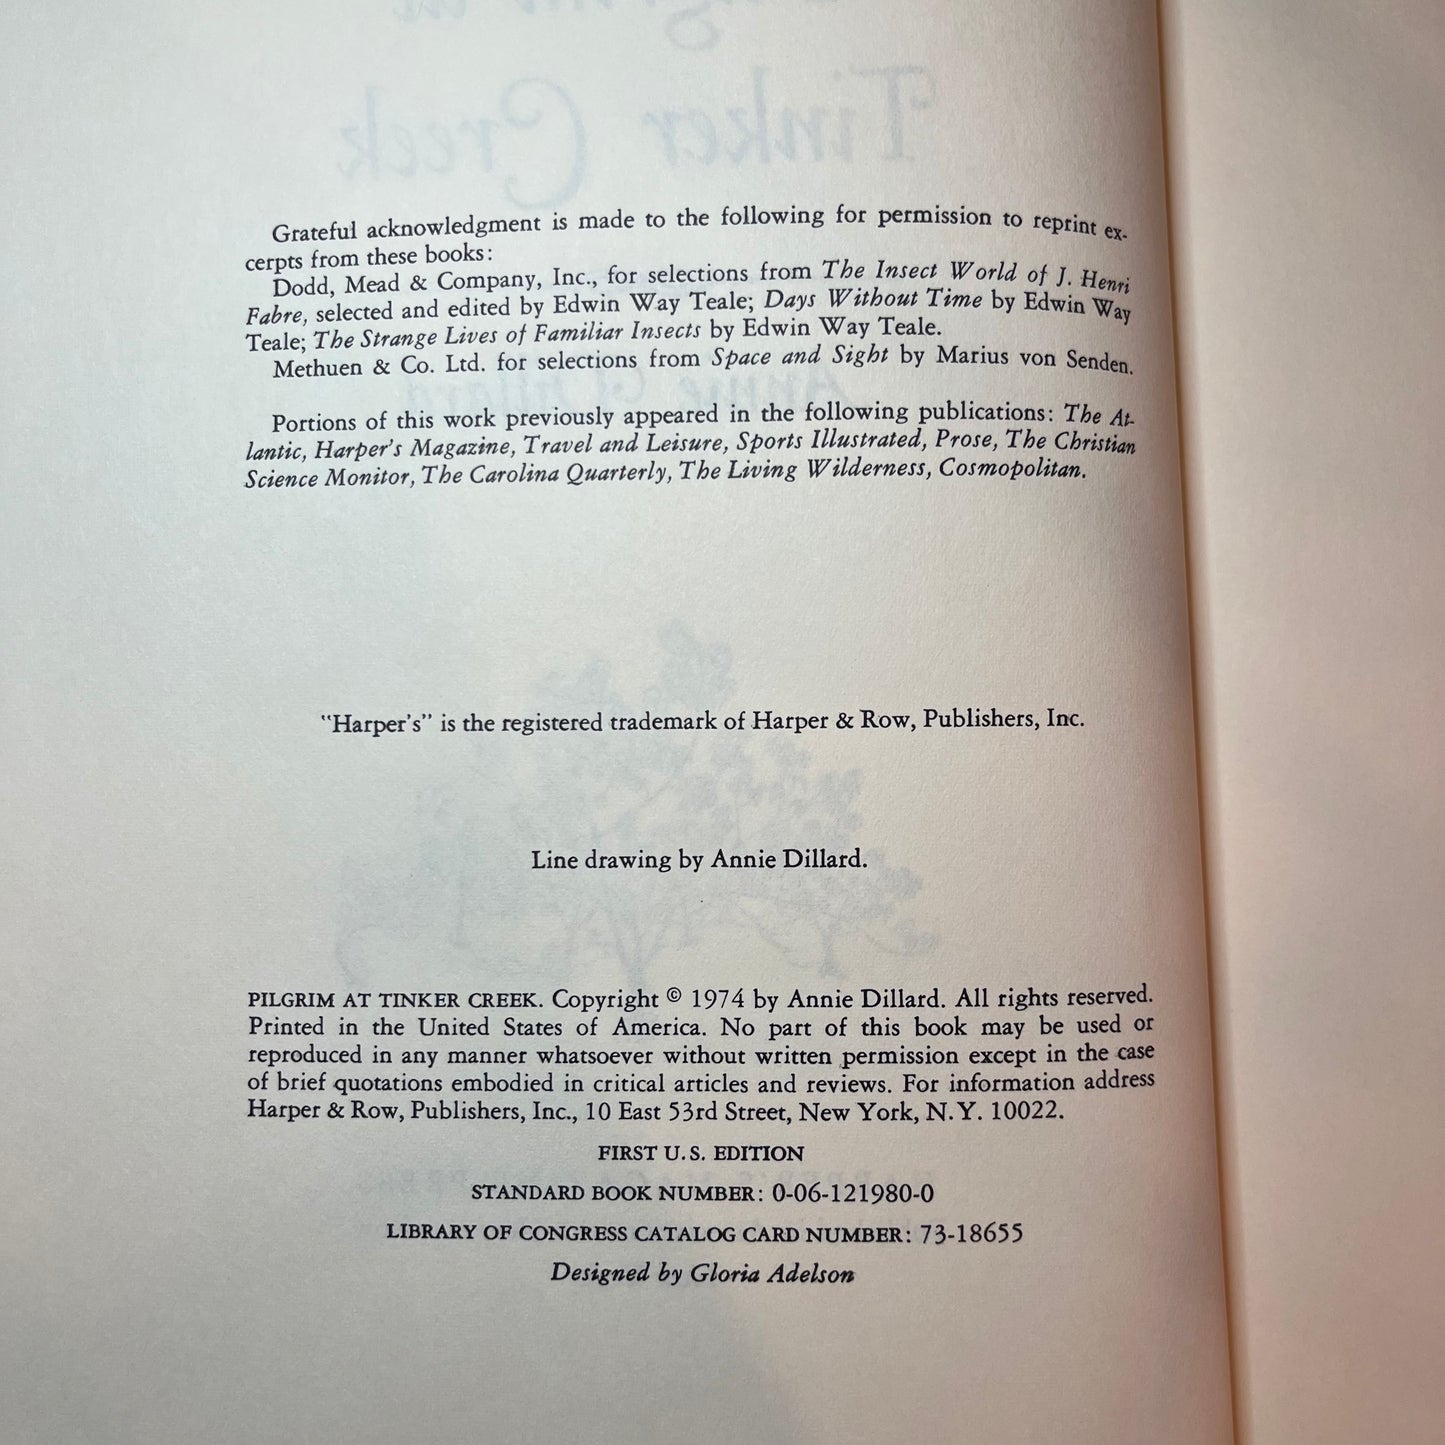 Tinker Creek
Grateful acknowledgment is made to the following for permission to reprint ex-
cerpts from these books:
Dodd, Mead & Company, Inc., for selections from The Insect World of J. Henri
Fabre, selected and edited by Edwin Way Teale; Days Without Time by Edwin Way
Teale; The Strange Lives of Familiar Insects by Edwin Way Teale.
Methuen & Co. Ltd. for selections from Space and Sight by Marius von Senden.
Portions of this work previously appeared in the following publications: The At-
lantic, Harper's Magazine, Travel and Leisure, Sports Illustrated, Prose, The Christian
Science Monitor, The Carolina Quarterly, The Living Wilderness, Cosmopolitan.
"Harper's" is the registered trademark of Harper & Row, Publishers, Inc.
Line drawing by Annie Dillard.
PILGRIM AT TINKER CREEK. Copyright © 1974 by Annie Dillard. All rights reserved.
Printed in the United States of America. No part of this book may be used or
reproduced in any manner whatsoever without written permission except in the case
of brief quotations embodied in critical articles and reviews. For information address
Harper & Row, Publishers, Inc., 10 East 53rd Street, New York, N.Y. 10022.
FIRST U.S. EDITION
STANDARD BOOK NUMBER: 0-06-121980-0
LIBRARY OF CONGRESS CATALOG CARD NUMBER: 73-18655
Designed by Gloria Adelson